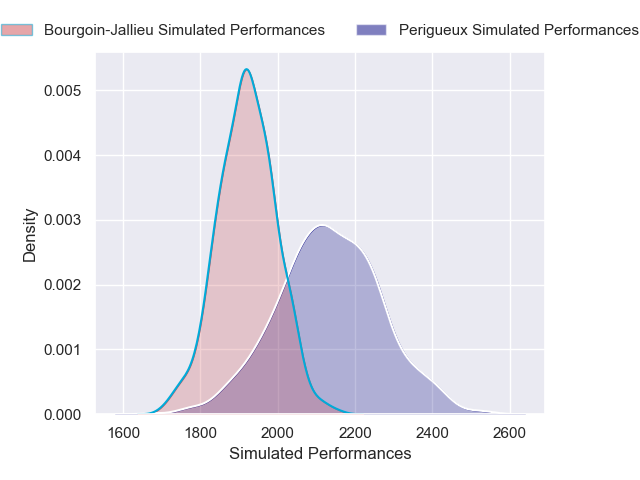 Bourgoin-Jallieu Simulated Performances Perigueux Simulated Performances
0.005
0.004
0.003
0.002
0.001
0.000
Density
1600 1800 2000 2200 2400 2600
Simulated Performances